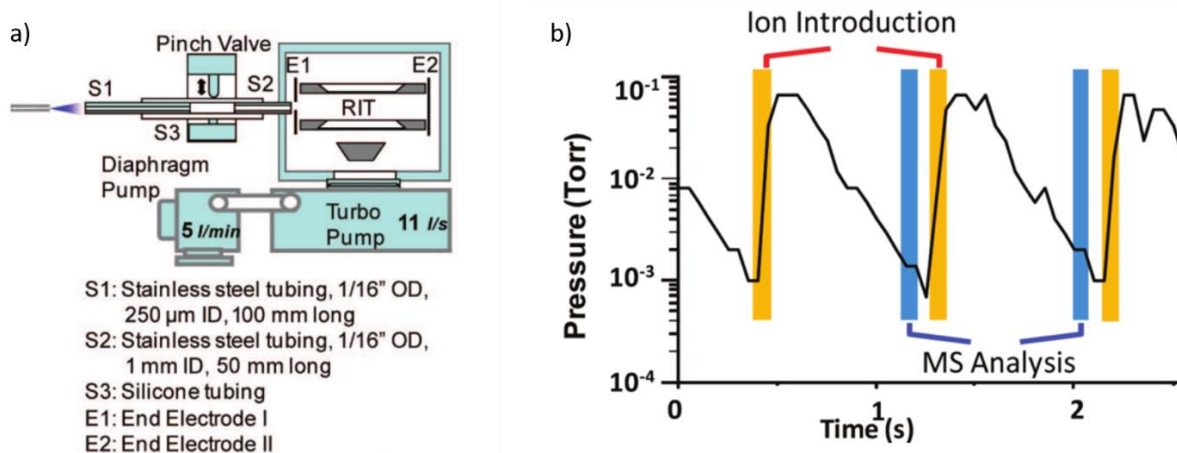 a)
Pinch Valve
S1
S2
E1
E2
RIT
S3
Diaphragm
Pump
5 l/min
Turbo
Pump
11 l/s
S1: Stainless steel tubing, 1/16” OD,
250 µm ID, 100 mm long
S2: Stainless steel tubing, 1/16” OD,
1 mm ID, 50 mm long
S3: Silicone tubing
E1: End Electrode I
E2: End Electrode II
b)
Ion Introduction
Pressure (Torr)
10⁻¹
10⁻²
10⁻³
10⁻⁴
MS Analysis
0
1
2
Time (s)